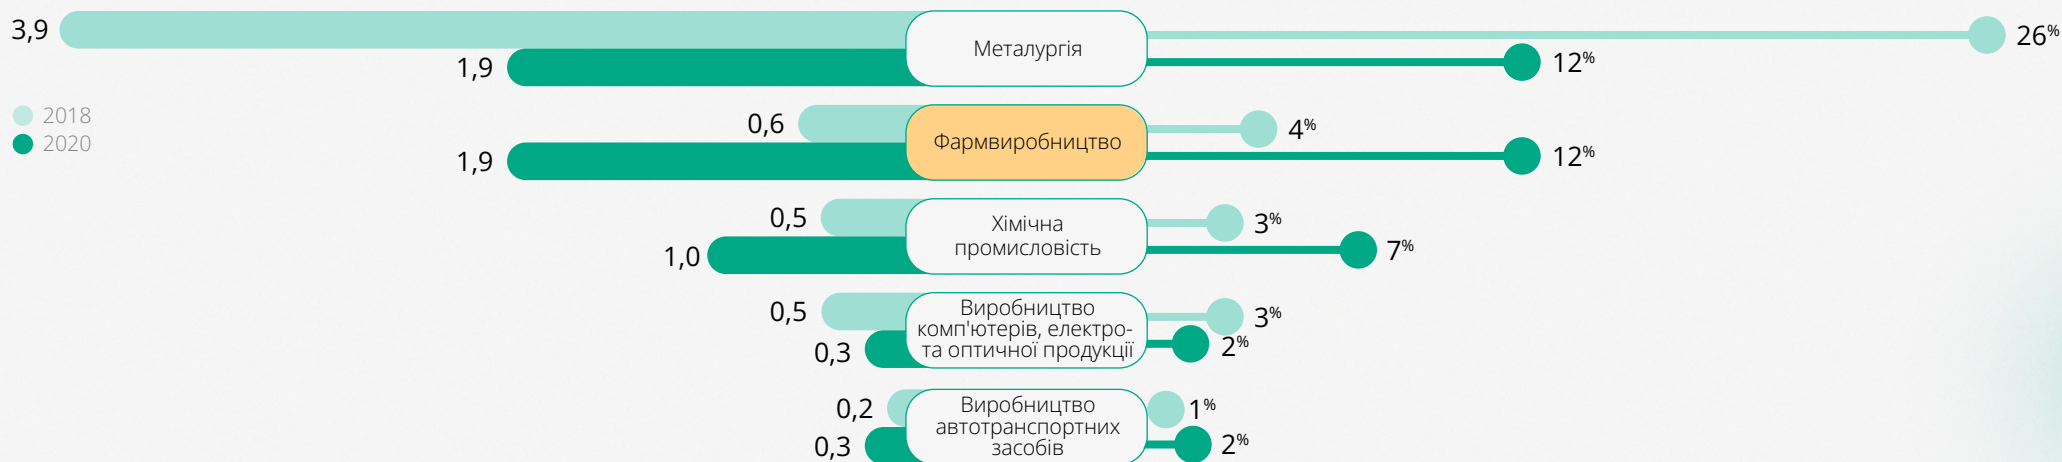 3,9
Металургія
26%
1,9
12%
2018
2020
0,6
Фармвиробництво
4%
1,9
12%
0,5
Хімічна
промисловість
3%
1,0
7%
0,5
Виробництво
комп'ютерів, електро-
та оптичної продукції
3%
0,3
2%
0,2
Виробництво
автотранспортних
засобів
1%
0,3
2%